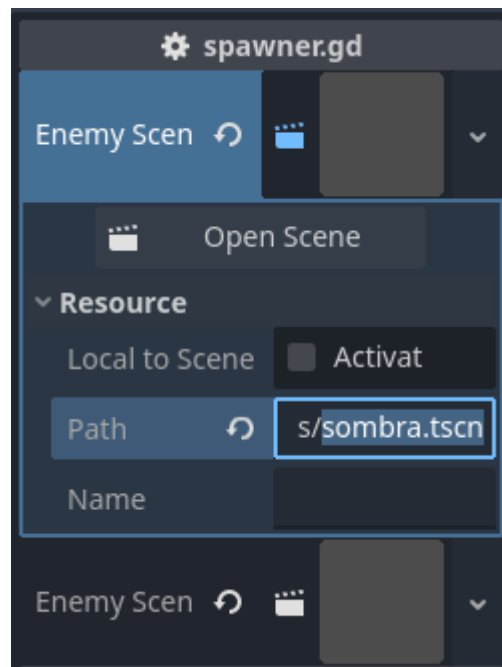 spawner.gd
Enemy Scen
Open Scene
Resource
Local to Scene Activat
Path s/sombra.tscn
Name
Enemy Scen